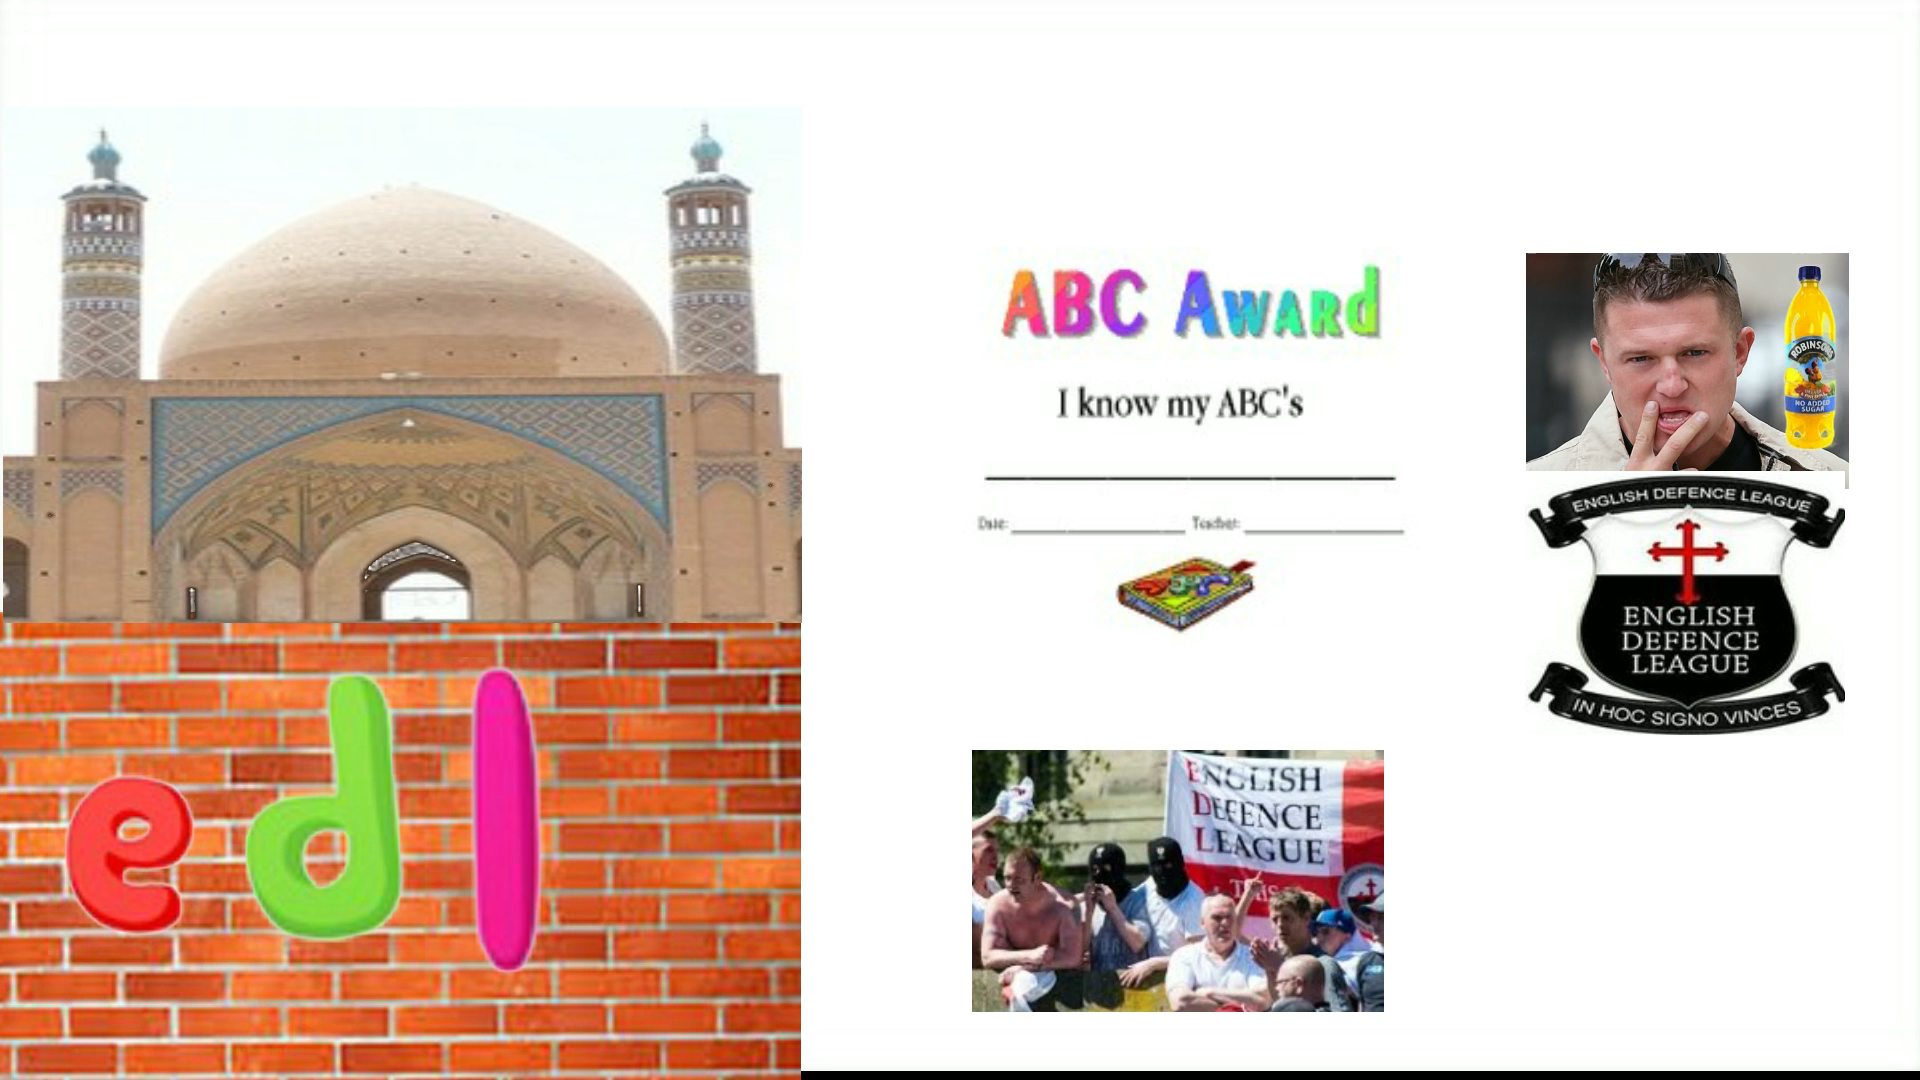 ABC Award
I know my ABC's
Date: Teacher:
ROBINSONS
NO ADDED
SUGAR
ENGLISH DEFENCE LEAGUE
ENGLISH
DEFENCE
LEAGUE
IN HOC SIGNO VINCES
edl
ENGLISH
DEFENCE
LEAGUE
This